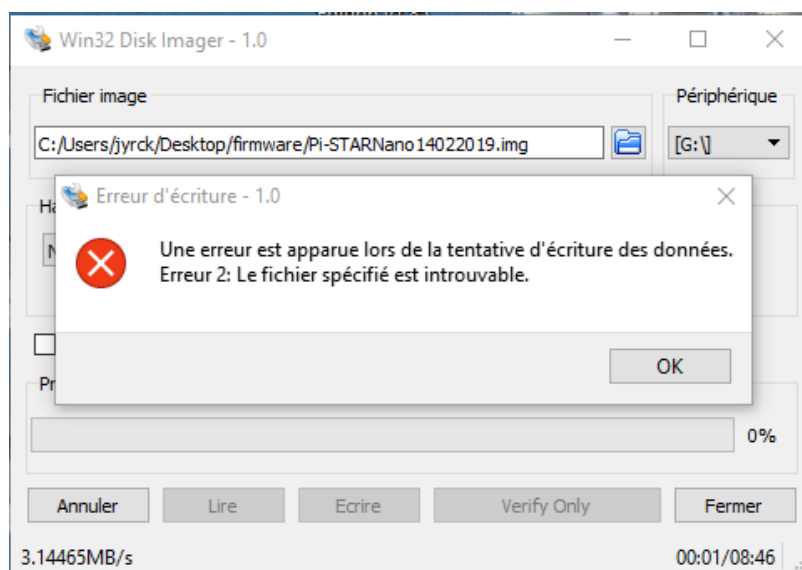 Win32 Disk Imager - 1.0
Fichier image
Périphérique
C:/Users/jyrck/Desktop/firmware/Pi-STARNano14022019.img
[G:\]
Erreur d'écriture - 1.0
Une erreur est apparue lors de la tentative d'écriture des données.
Erreur 2: Le fichier spécifié est introuvable.
OK
0%
Annuler
Lire
Ecrire
Verify Only
Fermer
3.14465MB/s
00:01/08:46